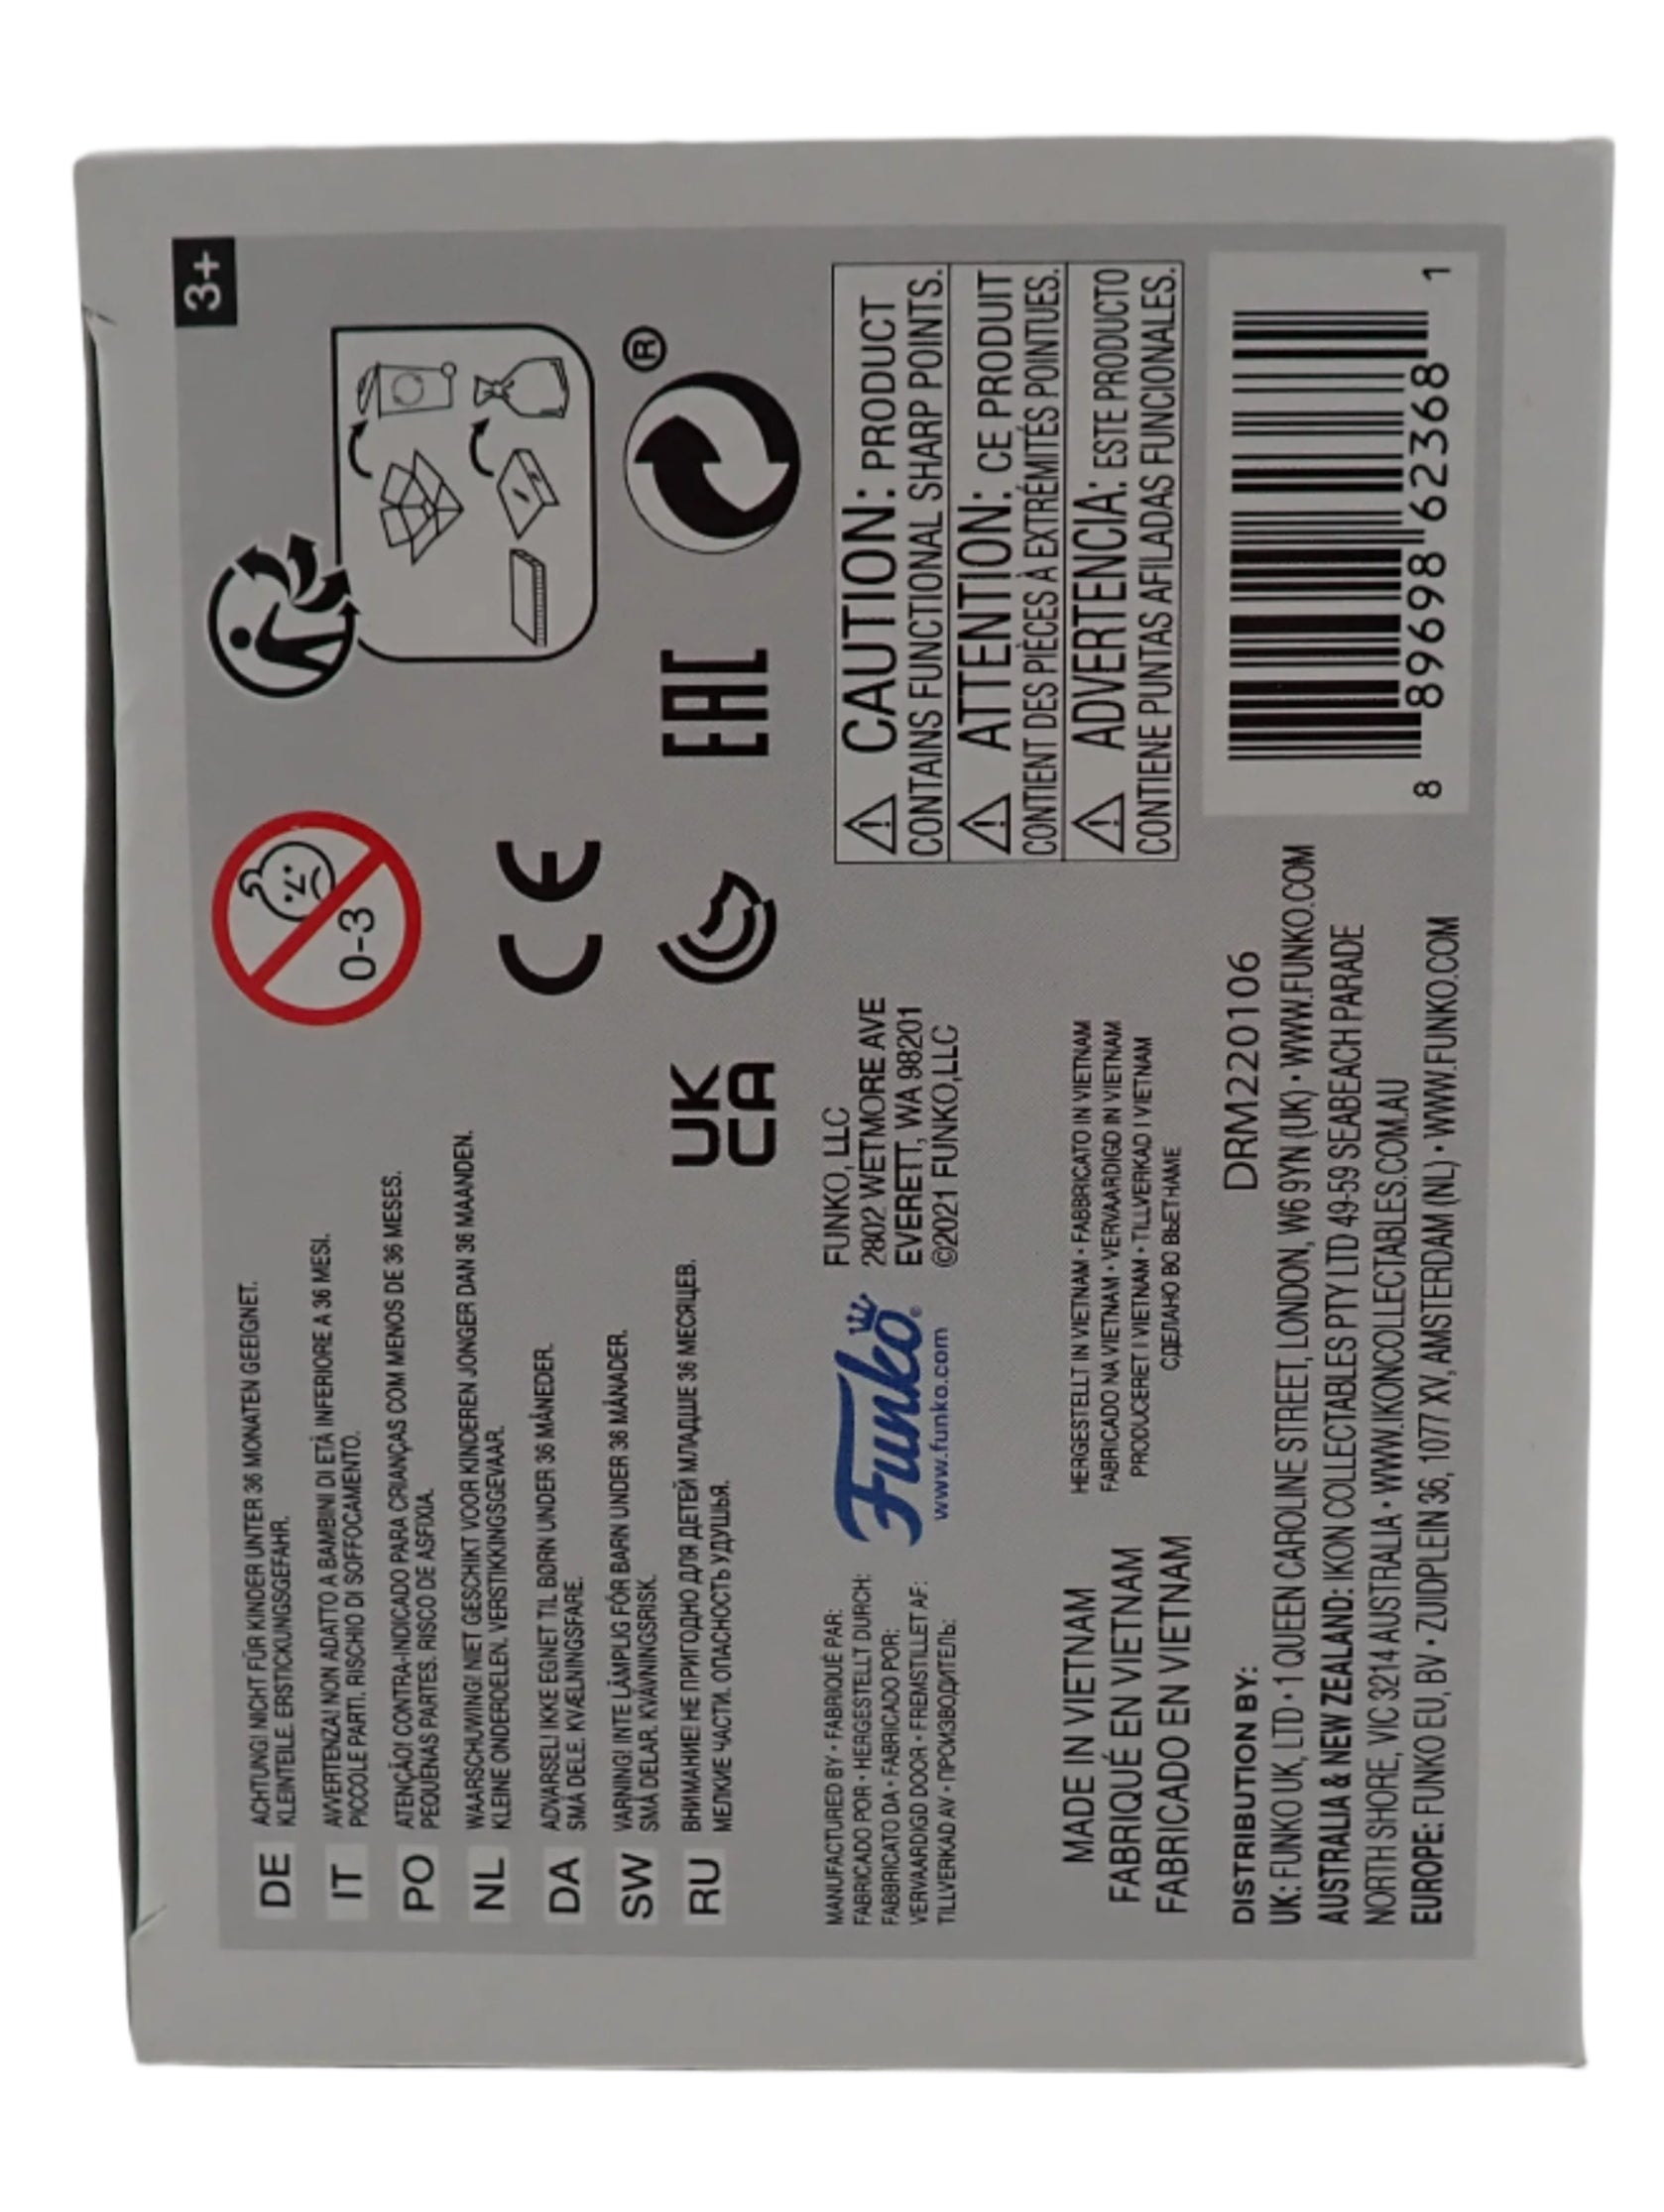 3+
DE
ACHTUNG! NICHT FÜR KINDER UNTER 36 MONATEN GEEIGNET.
KLEINTEILE. ERSTICKUNGSGEFAHR.
IT
AVVERTENZA! NON ADATTO A BAMBINI DI ETÀ INFERIORE A 36 MESI.
PICCOLE PARTI. RISCHIO DI SOFFOCAMENTO.
PO
ATENÇÃO! CONTRA-INDICADO PARA CRIANÇAS COM MENOS DE 36 MESES.
PEQUENAS PARTES. RISCO DE ASFIXIA.
NL
WAARSCHUWING! NIET GESCHIKT VOOR KINDEREN JONGER DAN 36 MAANDEN.
KLEINE ONDERDELEN. VERSTIKKINGSGEVAAR.
DA
ADVARSEL! IKKE EGNET TIL BØRN UNDER 36 MÅNEDER.
SMÅ DELE. KVÆLNINGSFARE.
SW
VARNING! INTE LÄMPLIG FÖR BARN UNDER 36 MÅNADER.
SMÅ DELAR. KVÄVNINGSRISK.
RU
ВНИМАНИЕ! НЕ ПРИГОДНО ДЛЯ ДЕТЕЙ МЛАДШЕ 36 МЕСЯЦЕВ.
МЕЛКИЕ ЧАСТИ. ОПАСНОСТЬ УДУШЬЯ.
0-3
CE
UK
CA
EAC
®
MANUFACTURED BY • FABRIQUÉ PAR:
FABRICADO POR • HERGESTELLT DURCH:
FABBRICATO DA • FABRICADO POR:
VERVAARDIGD DOOR • FREMSTILLET AF:
TILLVERKAD AV • ПРОИЗВОДИТЕЛЬ:
Funko®
www.funko.com
FUNKO, LLC
2802 WETMORE AVE
EVERETT, WA 98201
©2021 FUNKO,LLC
⚠ CAUTION: PRODUCT
CONTAINS FUNCTIONAL SHARP POINTS.
⚠ ATTENTION: CE PRODUIT
CONTIENT DES PIÈCES À EXTRÉMITÉS POINTUES.
⚠ ADVERTENCIA: ESTE PRODUCTO
CONTIENE PUNTAS AFILADAS FUNCIONALES.
MADE IN VIETNAM
FABRIQUÉ EN VIETNAM
FABRICADO EN VIETNAM
HERGESTELLT IN VIETNAM • FABBRICATO IN VIETNAM
FABRICADO NA VIETNAM • VERVAARDIGD IN VIETNAM
PRODUCERET I VIETNAM • TILLVERKAD I VIETNAM
СДЕЛАНО ВО ВЬЕТНАМЕ
DRM220106
DISTRIBUTION BY:
UK: FUNKO UK, LTD • 1 QUEEN CAROLINE STREET, LONDON, W6 9YN (UK) • WWW.FUNKO.COM
AUSTRALIA & NEW ZEALAND: IKON COLLECTABLES PTY LTD 49-59 SEABEACH PARADE
NORTH SHORE, VIC 3214 AUSTRALIA • WWW.IKONCOLLECTABLES.COM.AU
EUROPE: FUNKO EU, BV • ZUIDPLEIN 36, 1077 XV, AMSTERDAM (NL) • WWW.FUNKO.COM
8 89698 62368 1